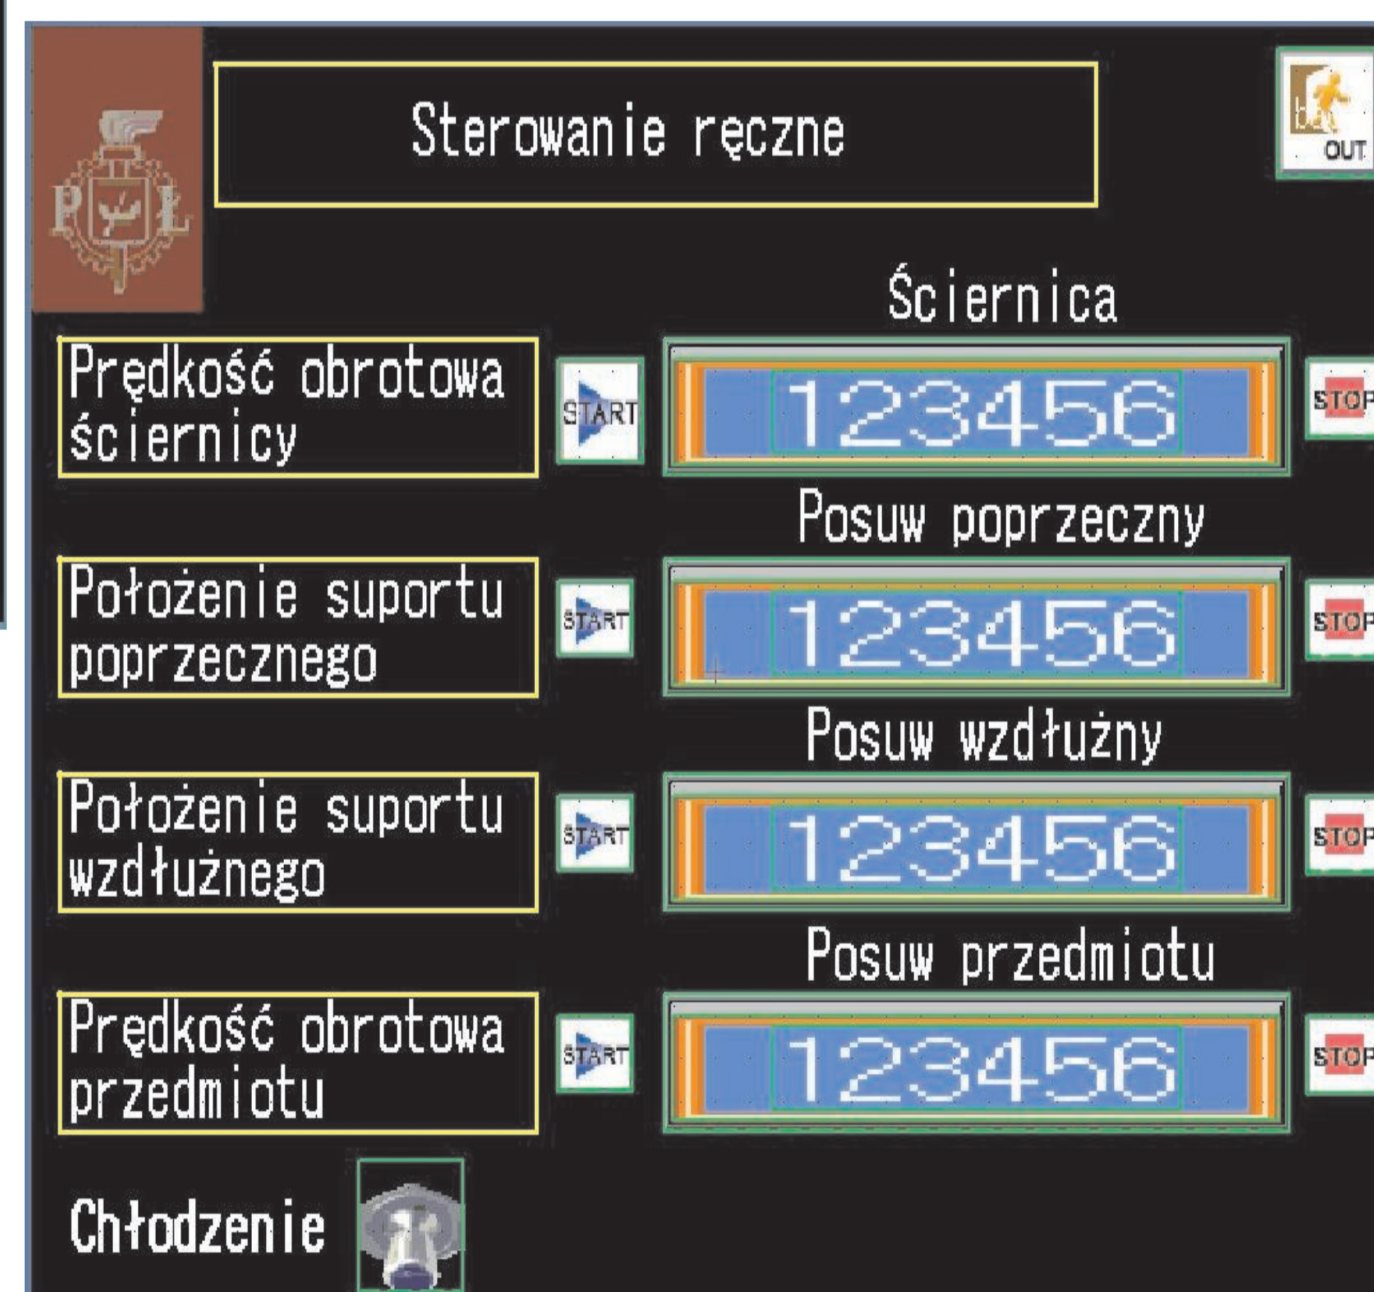 Sterowanie ręczne
OUT
P Ł
Ściernica
Prędkość obrotowa
ściernicy
START
123456
STOP
Posuw poprzeczny
Położenie suportu
poprzecznego
START
123456
STOP
Posuw wzdłużny
Położenie suportu
wzdłużnego
START
123456
STOP
Posuw przedmiotu
Prędkość obrotowa
przedmiotu
START
123456
STOP
Chłodzenie